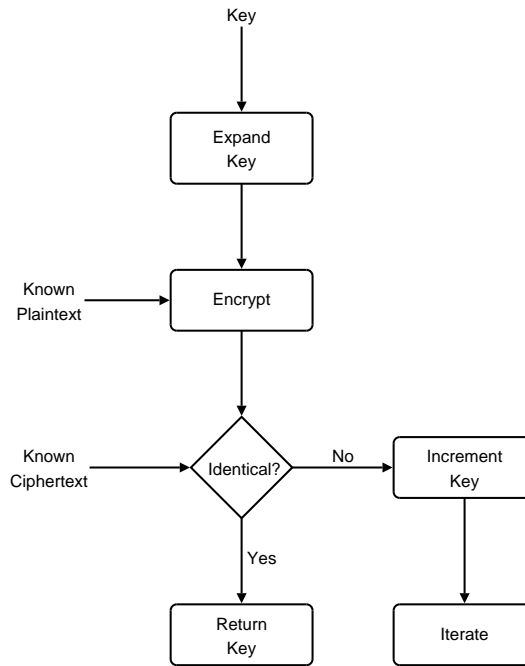 Key
Expand
Key
Known
Plaintext
Encrypt
Known
Ciphertext
Identical?
No
Increment
Key
Yes
Return
Key
Iterate